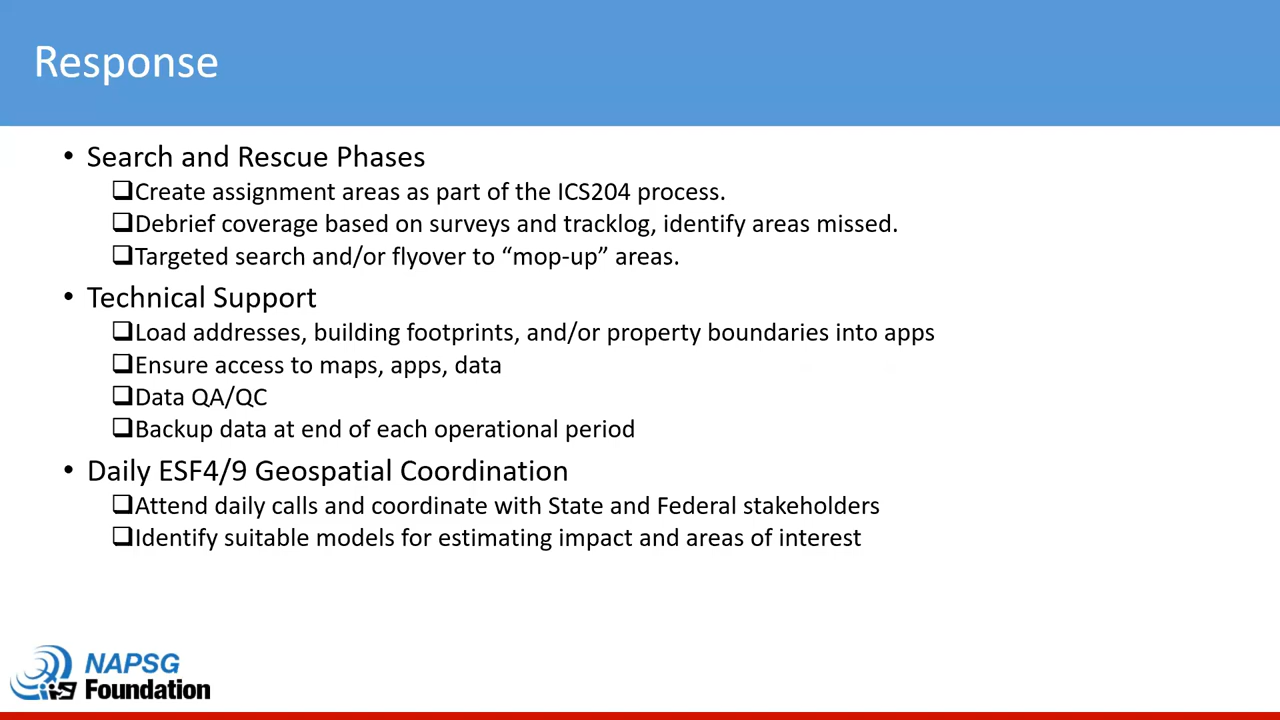 Response
• Search and Rescue Phases
❑Create assignment areas as part of the ICS204 process.
❑Debrief coverage based on surveys and tracklog, identify areas missed.
❑Targeted search and/or flyover to “mop-up” areas.
• Technical Support
❑Load addresses, building footprints, and/or property boundaries into apps
❑Ensure access to maps, apps, data
❑Data QA/QC
❑Backup data at end of each operational period
• Daily ESF4/9 Geospatial Coordination
❑Attend daily calls and coordinate with State and Federal stakeholders
❑Identify suitable models for estimating impact and areas of interest
NAPSG
Foundation